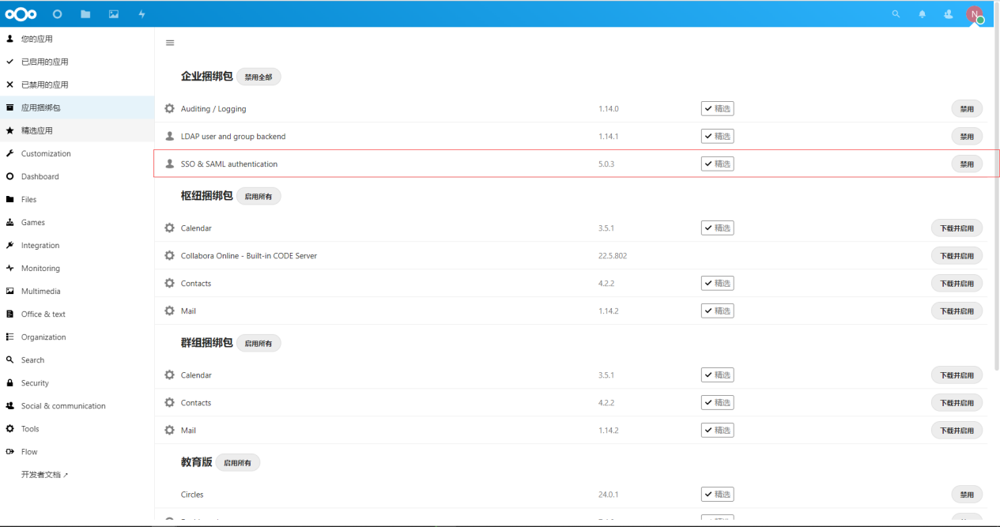 N
您的应用
已启用的应用
已禁用的应用
应用捆绑包
精选应用
Customization
Dashboard
Files
Games
Integration
Monitoring
Multimedia
Office & text
Organization
Search
Security
Social & communication
Tools
Flow
开发者文档 ↗
企业捆绑包 禁用全部
Auditing / Logging 1.14.0 ✔ 精选 禁用
LDAP user and group backend 1.14.1 ✔ 精选 禁用
SSO & SAML authentication 5.0.3 ✔ 精选 禁用
枢纽捆绑包 启用所有
Calendar 3.5.1 ✔ 精选 下载并启用
Collabora Online - Built-in CODE Server 22.5.802 下载并启用
Contacts 4.2.2 ✔ 精选 下载并启用
Mail 1.14.2 ✔ 精选 下载并启用
群组捆绑包 启用所有
Calendar 3.5.1 ✔ 精选 下载并启用
Contacts 4.2.2 ✔ 精选 下载并启用
Mail 1.14.2 ✔ 精选 下载并启用
教育版 启用所有
Circles 24.0.1 ✔ 精选 禁用